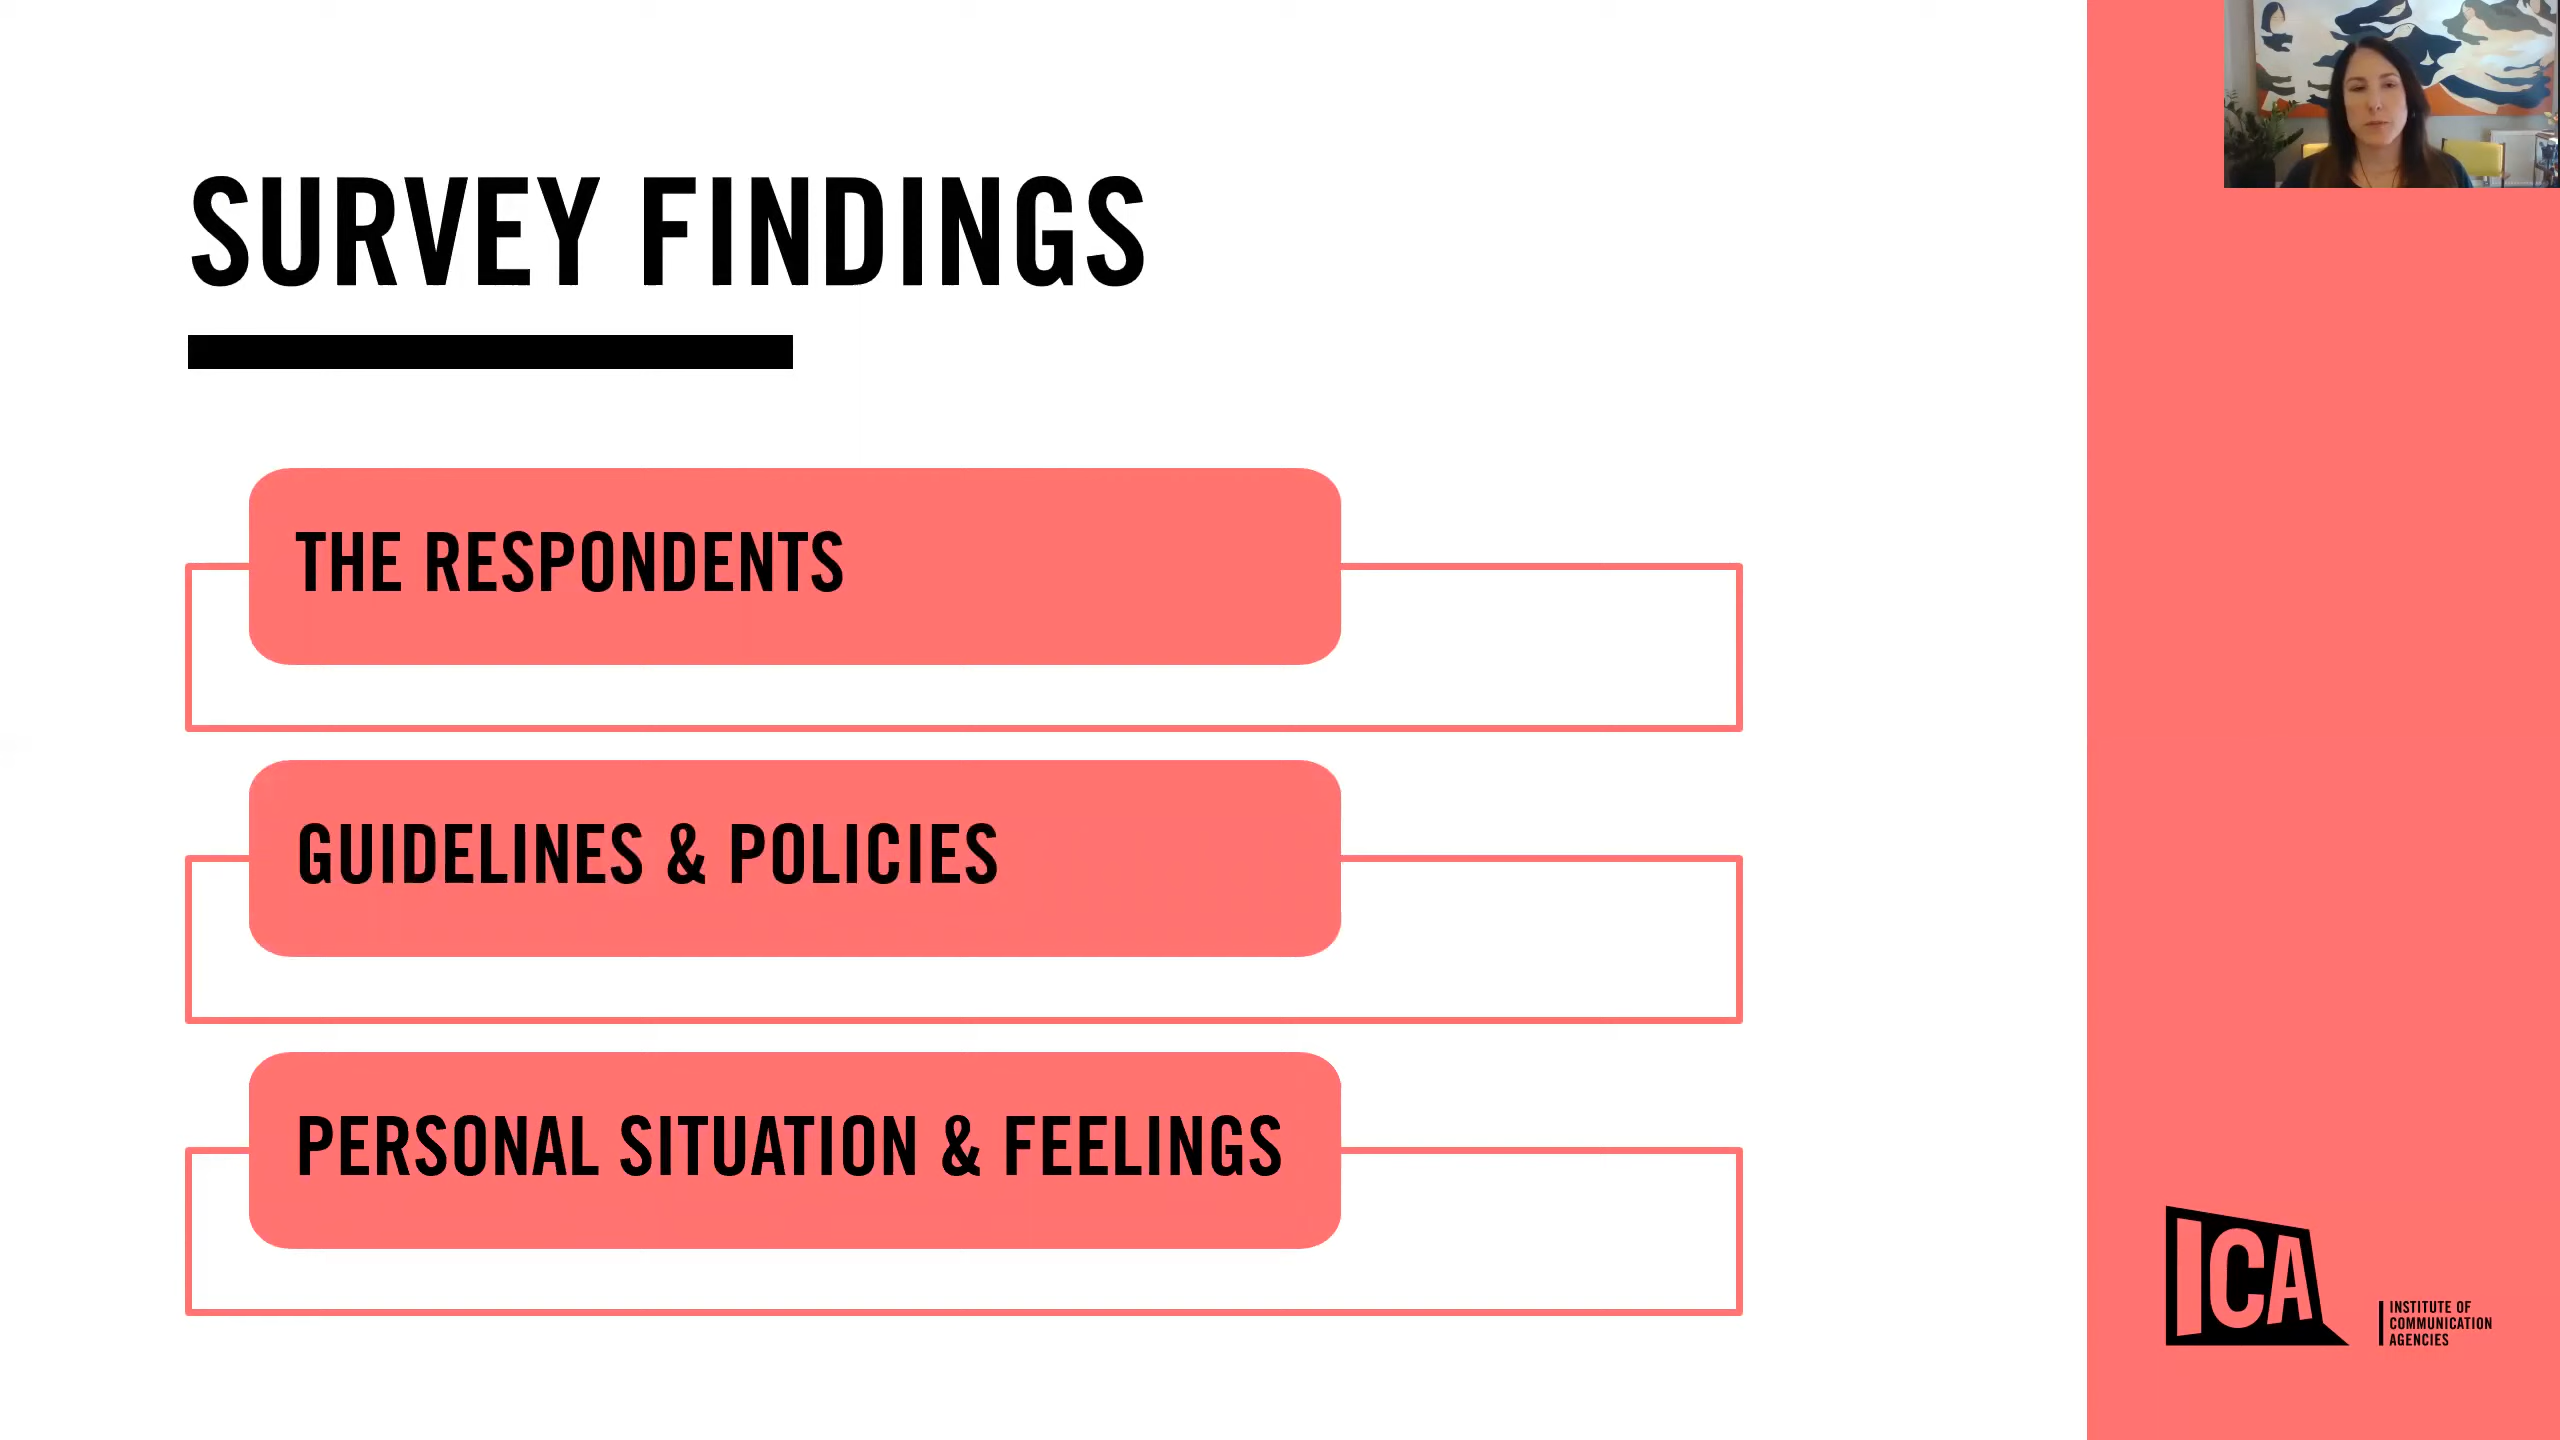 SURVEY FINDINGS
THE RESPONDENTS
GUIDELINES & POLICIES
PERSONAL SITUATION & FEELINGS
ICA
INSTITUTE OF
COMMUNICATION
AGENCIES